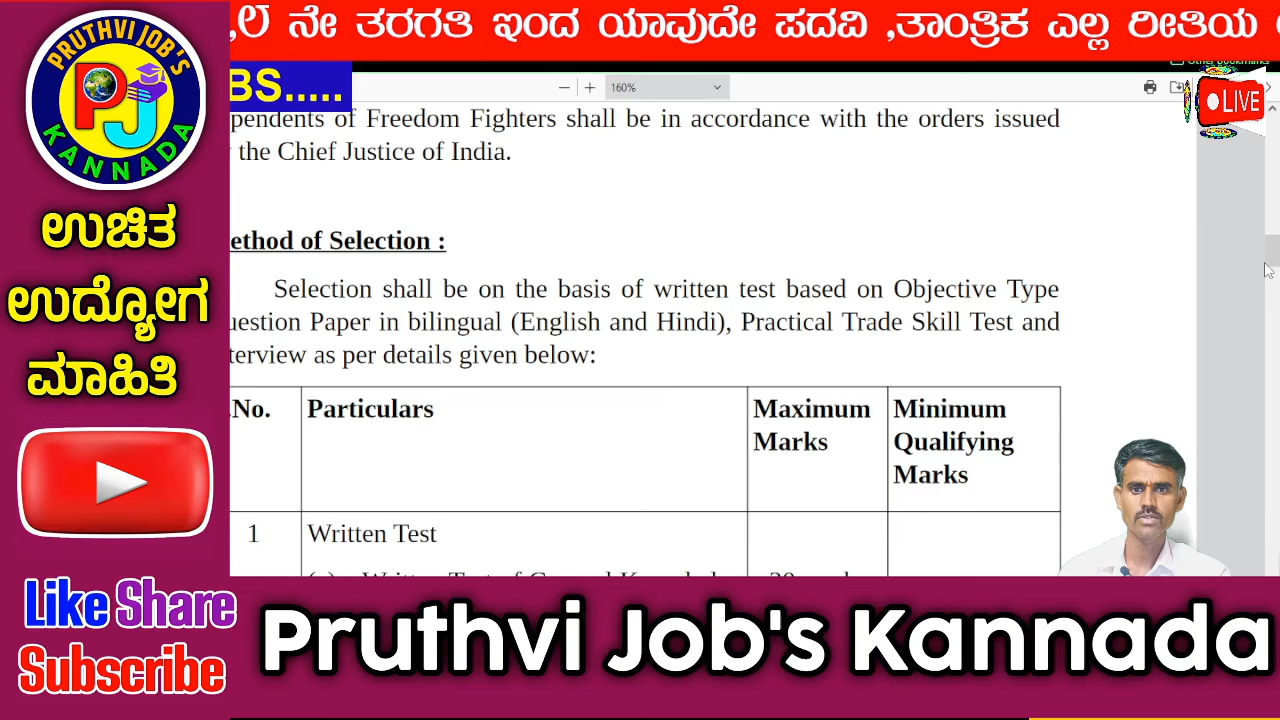 ,೮ ನೇ ತರಗತಿ ಇಂದ ಯಾವುದೇ ಪದವಿ ,ತಾಂತ್ರಿಕ ಎಲ್ಲ ರೀತಿಯ
PRUTHVI JOB'S
PJ
KANNADA
BS.....
160%
Other Bookmarks
LIVE
pendents of Freedom Fighters shall be in accordance with the orders issued
the Chief Justice of India.
ethod of Selection :
Selection shall be on the basis of written test based on Objective Type
uestion Paper in bilingual (English and Hindi), Practical Trade Skill Test and
terview as per details given below:
.No. Particulars Maximum Marks Minimum Qualifying Marks
1 Written Test
ಉಚಿತ
ಉದ್ಯೋಗ
ಮಾಹಿತಿ
Like Share
Subscribe
Pruthvi Job's Kannada